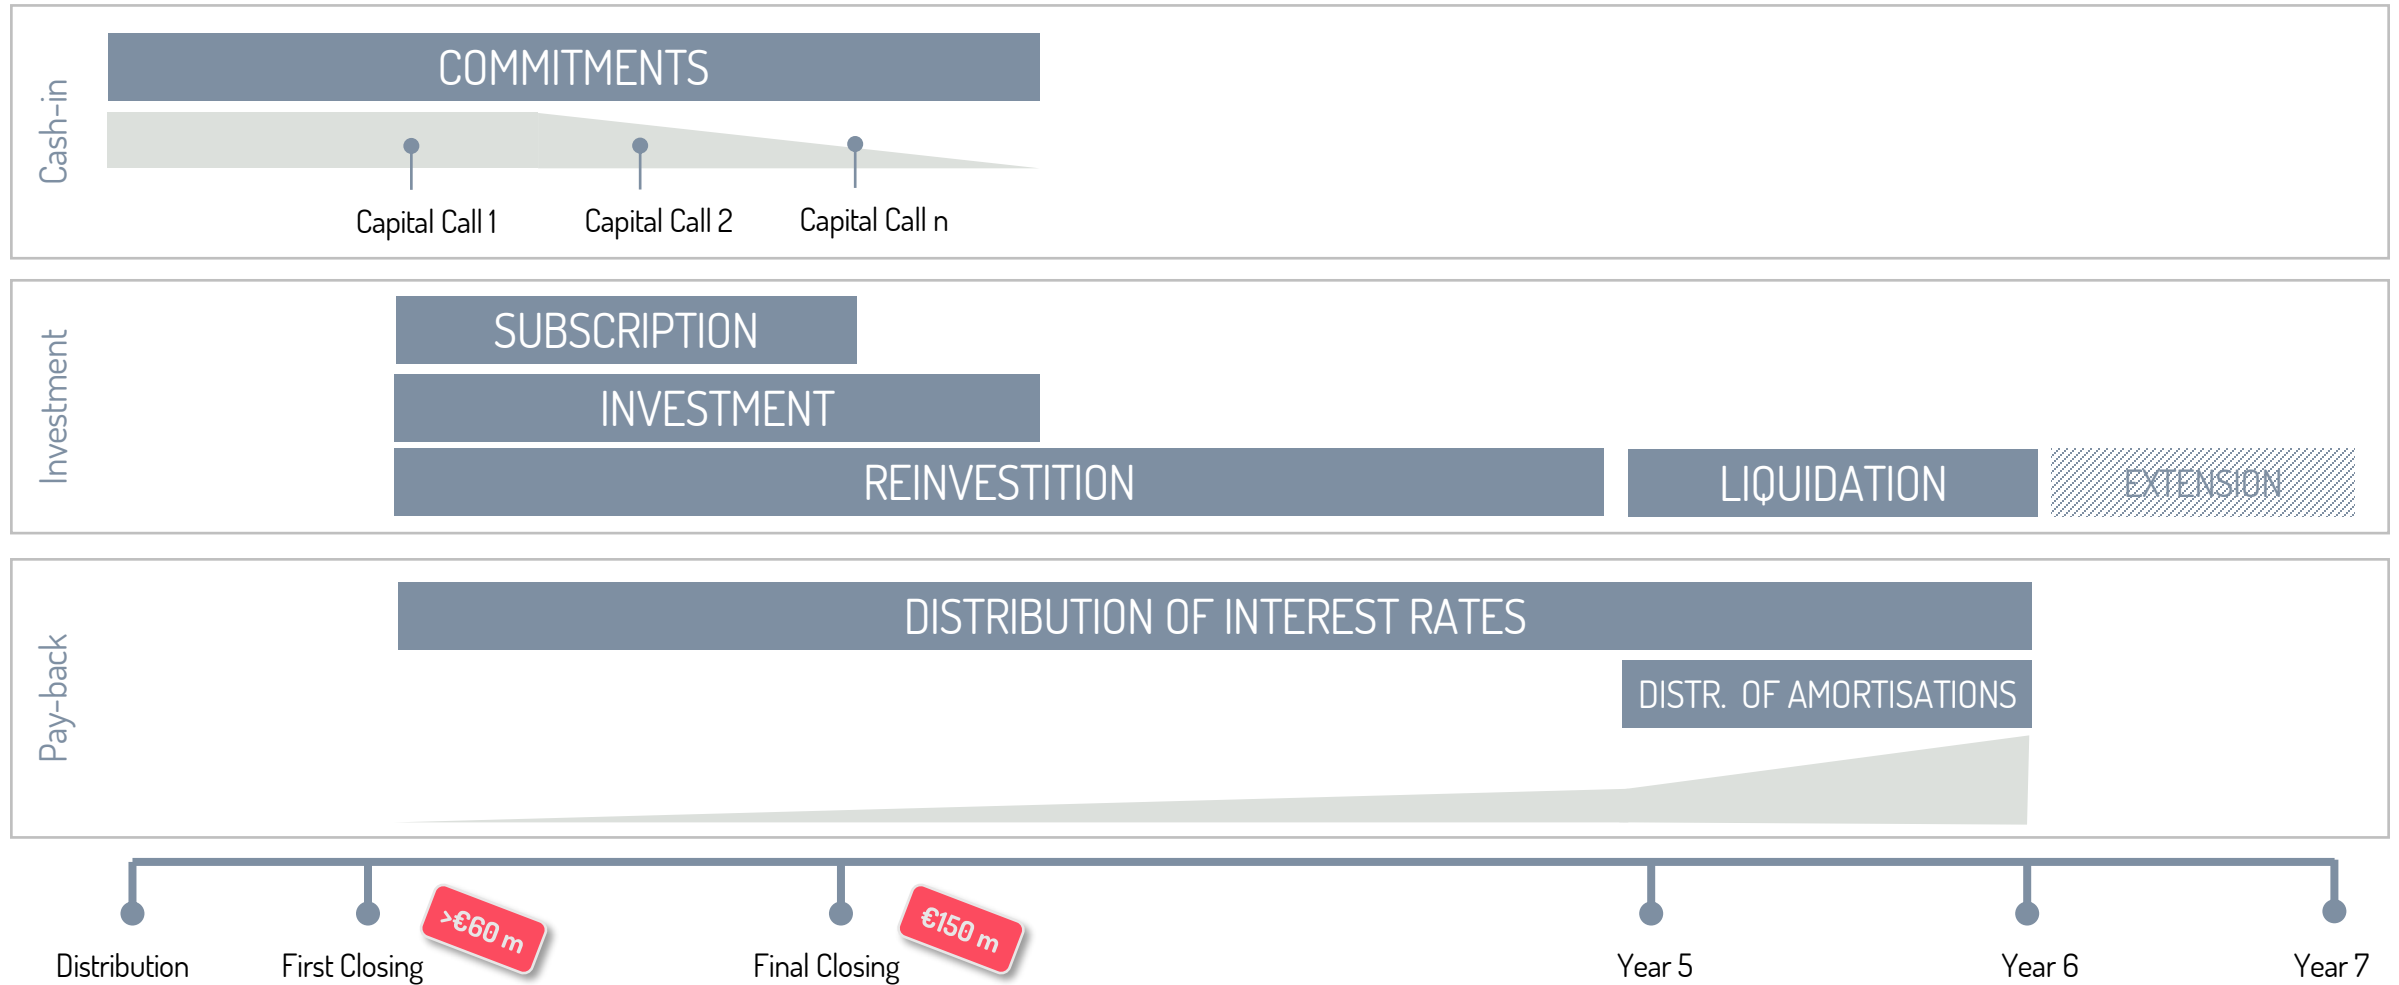 Cash-in
COMMITMENTS
Capital Call 1
Capital Call 2
Capital Call n
Investment
SUBSCRIPTION
INVESTMENT
REINVESTITION
LIQUIDATION
EXTENSION
Pay-back
DISTRIBUTION OF INTEREST RATES
DISTR. OF AMORTISATIONS
>€60 m
€150 m
Distribution
First Closing
Final Closing
Year 5
Year 6
Year 7